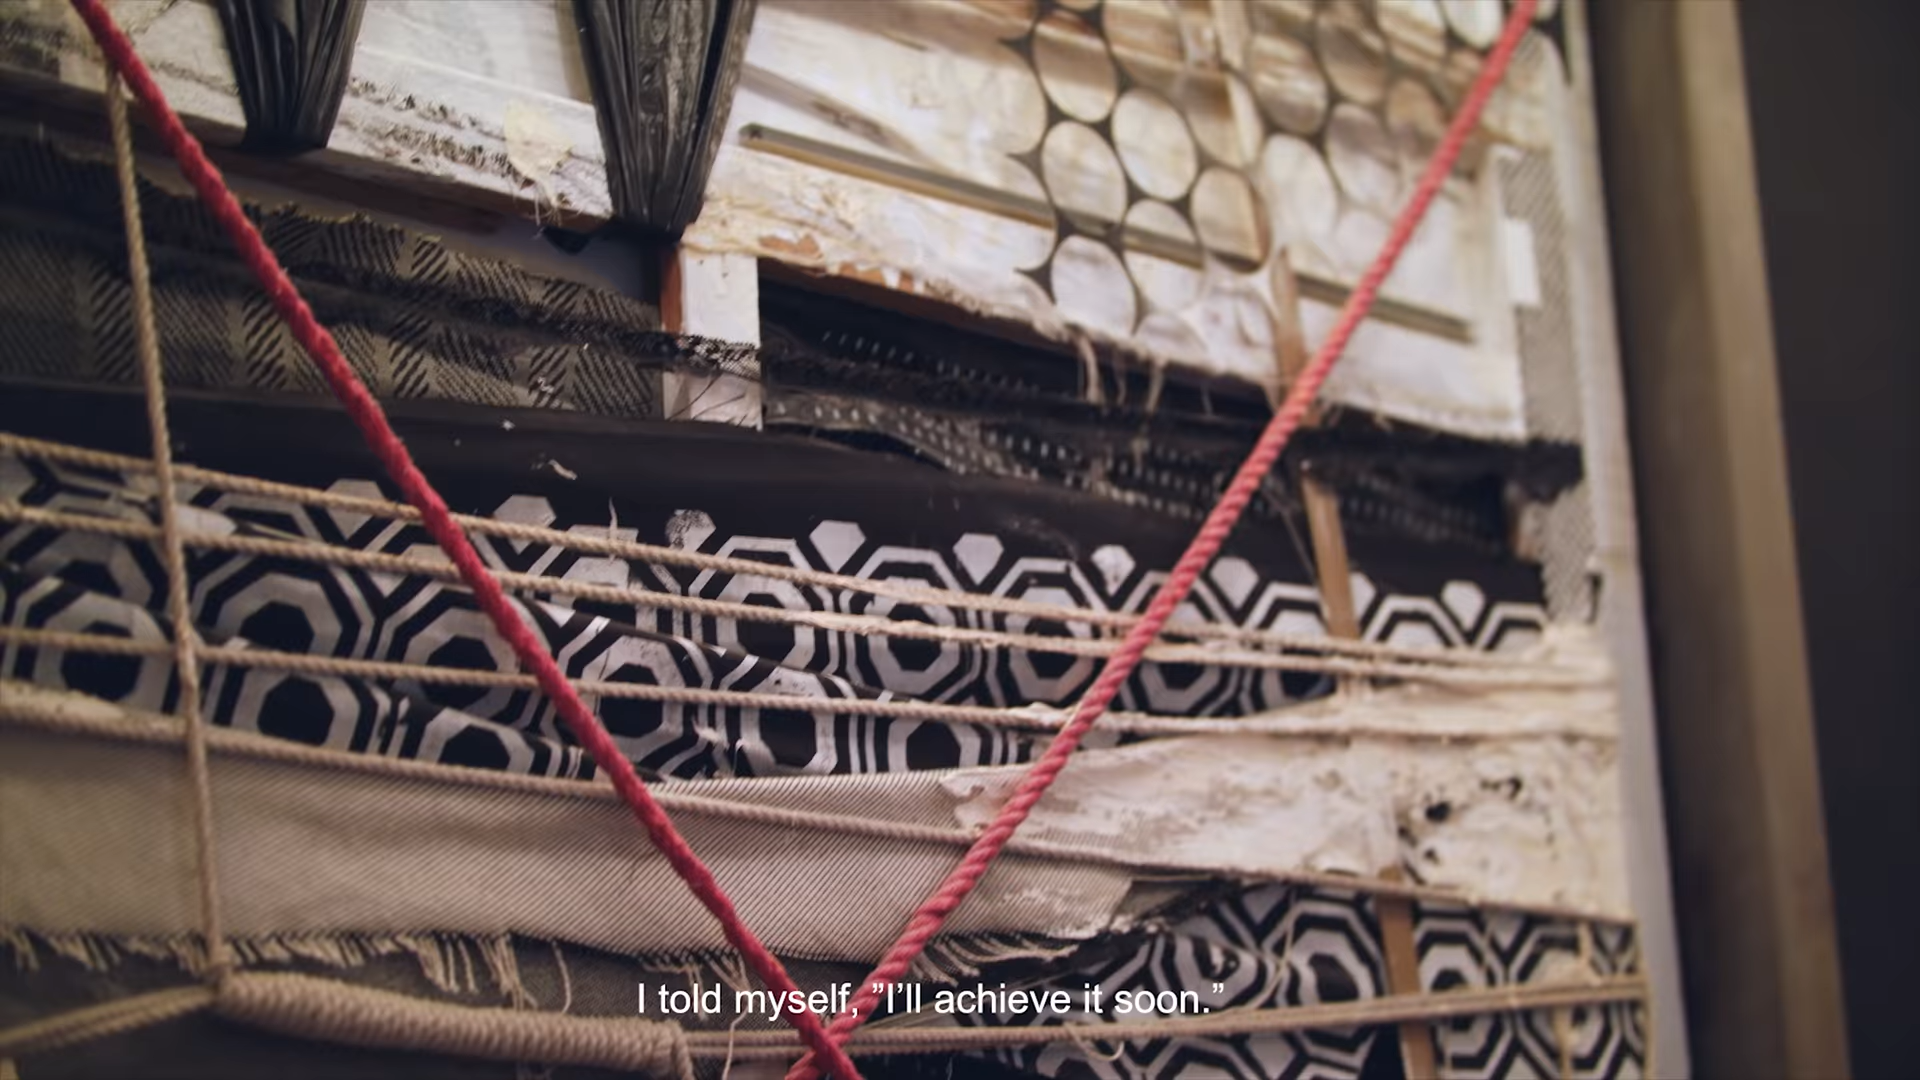 I told myself, ”I’ll achieve it soon.”